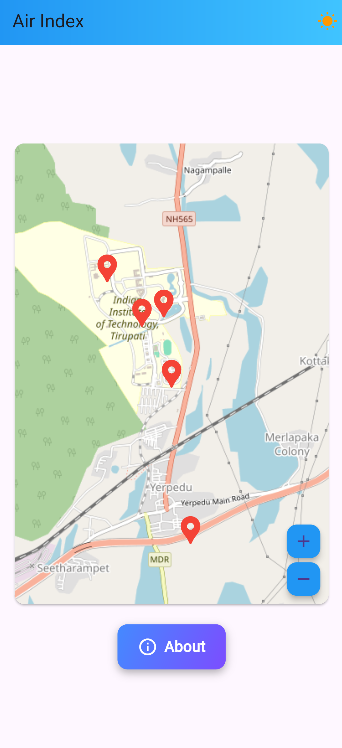 Air Index
Nagampalle
NH565
Indian
Institute
of Technology,
Tirupati
Kottal
Merlapaka
Colony
Yerpedu
Yerpedu Main Road
MDR
Seetharampet
+
−
About